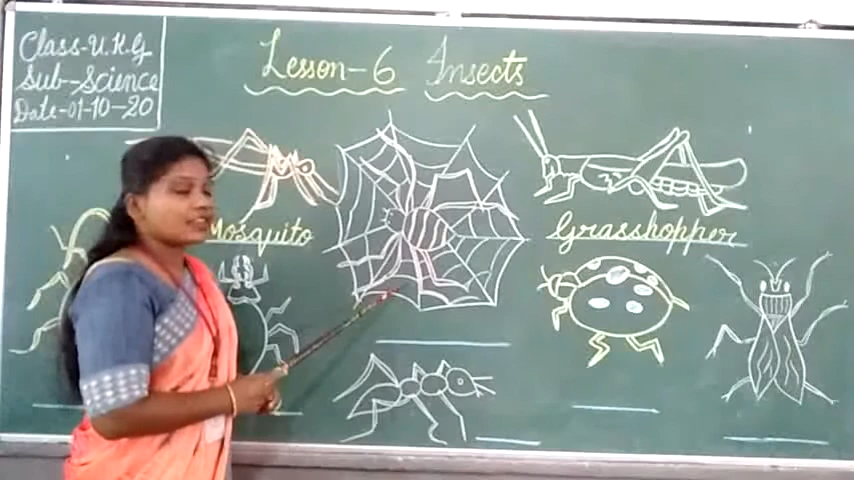 Class-U.K.G
Sub-Science
Date-01-10-20
Lesson-6 Insects
Mosquito
Grasshopper